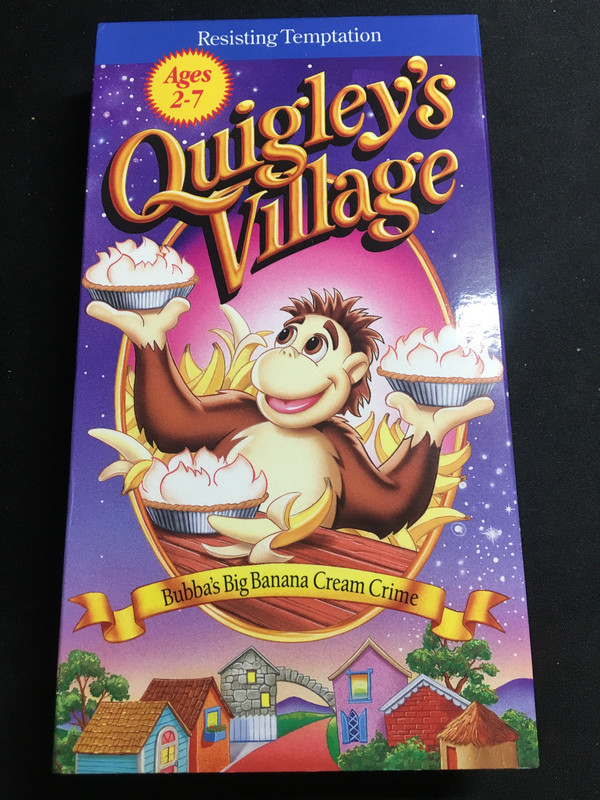 Resisting Temptation
Ages
2-7
Quigley's
Village
Bubba's Big Banana Cream Crime